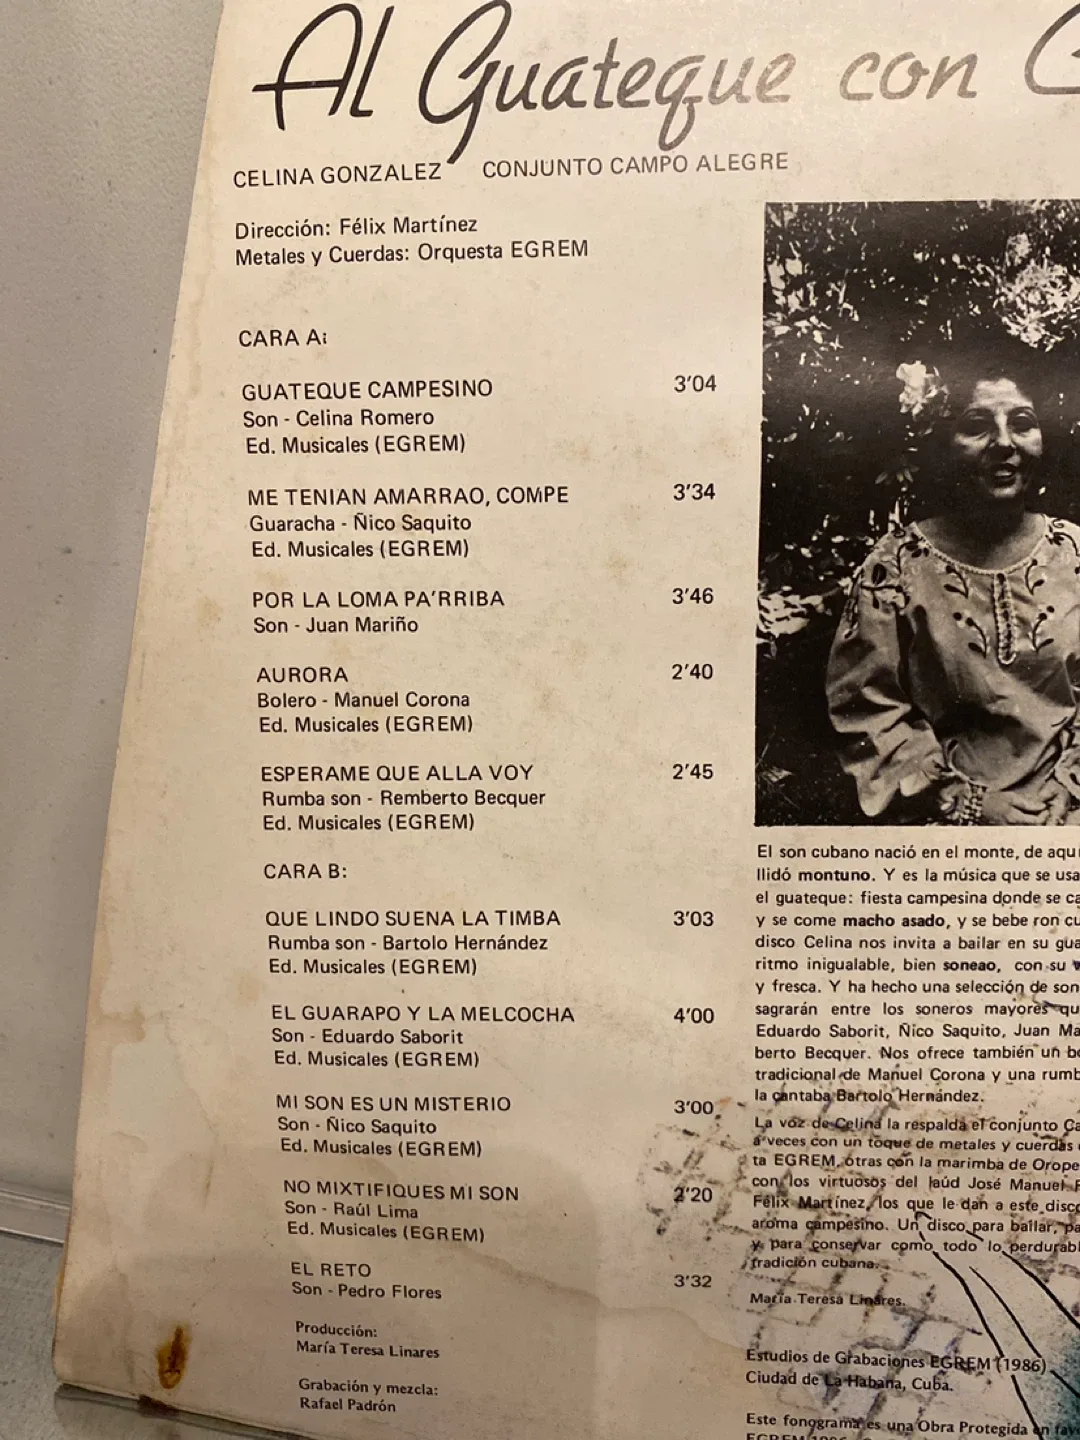 Al Guateque con
CELINA GONZALEZ CONJUNTO CAMPO ALEGRE
Dirección: Félix Martínez
Metales y Cuerdas: Orquesta EGREM
CARA A:
GUATEQUE CAMPESINO 3'04
Son - Celina Romero
Ed. Musicales (EGREM)
ME TENIAN AMARRAO, COMPE 3'34
Guaracha - Ñico Saquito
Ed. Musicales (EGREM)
POR LA LOMA PA'RRIBA 3'46
Son - Juan Mariño
AURORA 2'40
Bolero - Manuel Corona
Ed. Musicales (EGREM)
ESPERAME QUE ALLA VOY 2'45
Rumba son - Remberto Becquer
Ed. Musicales (EGREM)
CARA B:
QUE LINDO SUENA LA TIMBA 3'03
Rumba son - Bartolo Hernández
Ed. Musicales (EGREM)
EL GUARAPO Y LA MELCOCHA 4'00
Son - Eduardo Saborit
Ed. Musicales (EGREM)
MI SON ES UN MISTERIO 3'00
Son - Ñico Saquito
Ed. Musicales (EGREM)
NO MIXTIFIQUES MI SON 2'20
Son - Raúl Lima
Ed. Musicales (EGREM)
EL RETO 3'32
Son - Pedro Flores
Producción:
María Teresa Linares
Grabación y mezcla:
Rafael Padrón
El son cubano nació en el monte, de aquí
llidó montuno. Y es la música que se usa
el guateque: fiesta campesina donde se ca
y se come macho asado, y se bebe ron cu
disco Celina nos invita a bailar en su gua
ritmo inigualable, bien soneao, con su
y fresca. Y ha hecho una selección de son
sagrarán entre los soneros mayores qu
Eduardo Saborit, Ñico Saquito, Juan Ma
berto Becquer. Nos ofrece también un bo
tradicional de Manuel Corona y una rumb
la cantaba Bartolo Hernández.
La voz de Celina la respalda el conjunto Ca
a veces con un toque de metales y cuerdas
ta EGREM, otras con la marimba de Orope
con los virtuosos del laúd José Manuel
Félix Martínez, los que le dan a este disco
aroma campesino. Un disco para bailar, pa
y para conservar como todo lo perdurabl
tradición cubana.
María Teresa Linares.
Estudios de Grabaciones EGREM (1986)
Ciudad de La Habana, Cuba.
Este fonograma es una Obra Protegida en fav